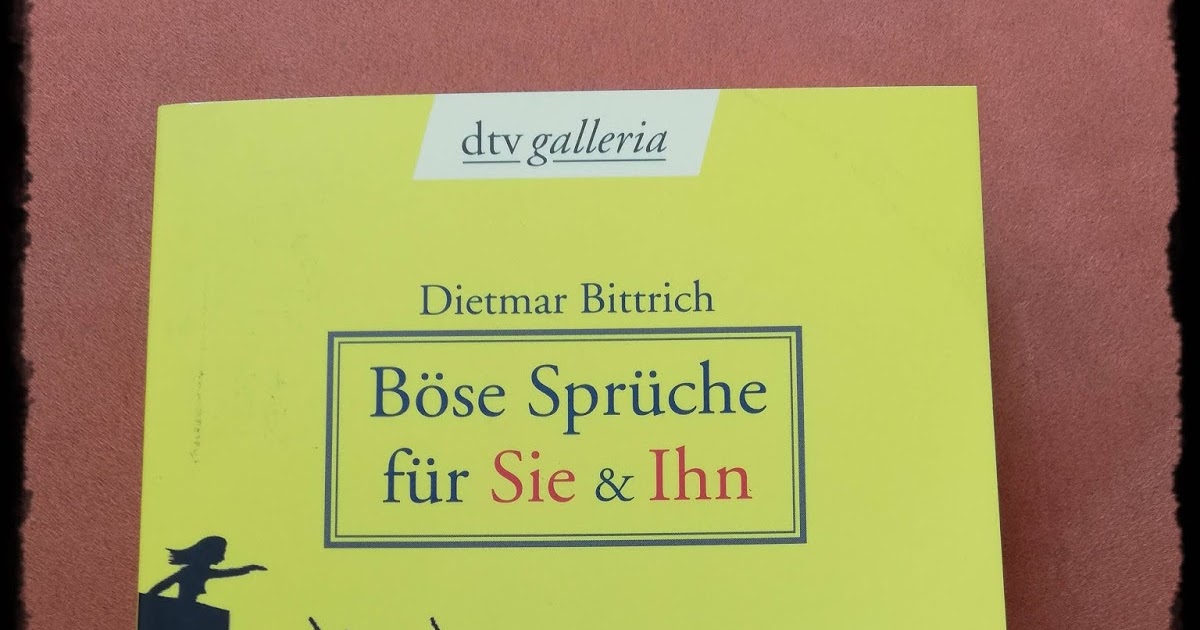 dtv galleria
Dietmar Bittrich
Böse Sprüche
für Sie & Ihn